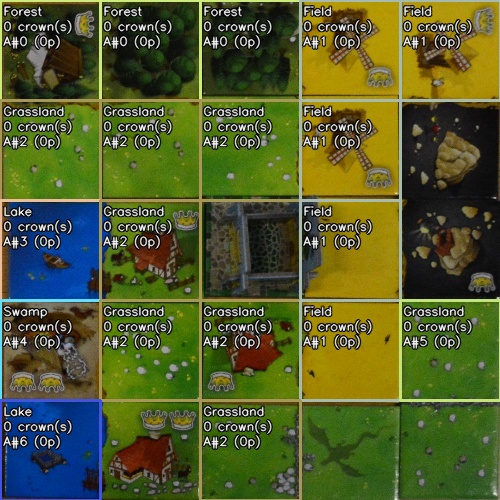 Forest
0 crown(s)
A#0 (0p)
Forest
0 crown(s)
A#0 (0p)
Forest
0 crown(s)
A#0 (0p)
Field
0 crown(s)
A#1 (0p)
Field
0 crown(s)
A#1 (0p)
Grassland
0 crown(s)
A#2 (0p)
Grassland
0 crown(s)
A#2 (0p)
Grassland
0 crown(s)
A#2 (0p)
Field
0 crown(s)
A#1 (0p)
Lake
0 crown(s)
A#3 (0p)
Grassland
0 crown(s)
A#2 (0p)
Field
0 crown(s)
A#1 (0p)
Swamp
0 crown(s)
A#4 (0p)
Grassland
0 crown(s)
A#2 (0p)
Grassland
0 crown(s)
A#2 (0p)
Field
0 crown(s)
A#1 (0p)
Grassland
0 crown(s)
A#5 (0p)
Lake
0 crown(s)
A#6 (0p)
Grassland
0 crown(s)
A#2 (0p)